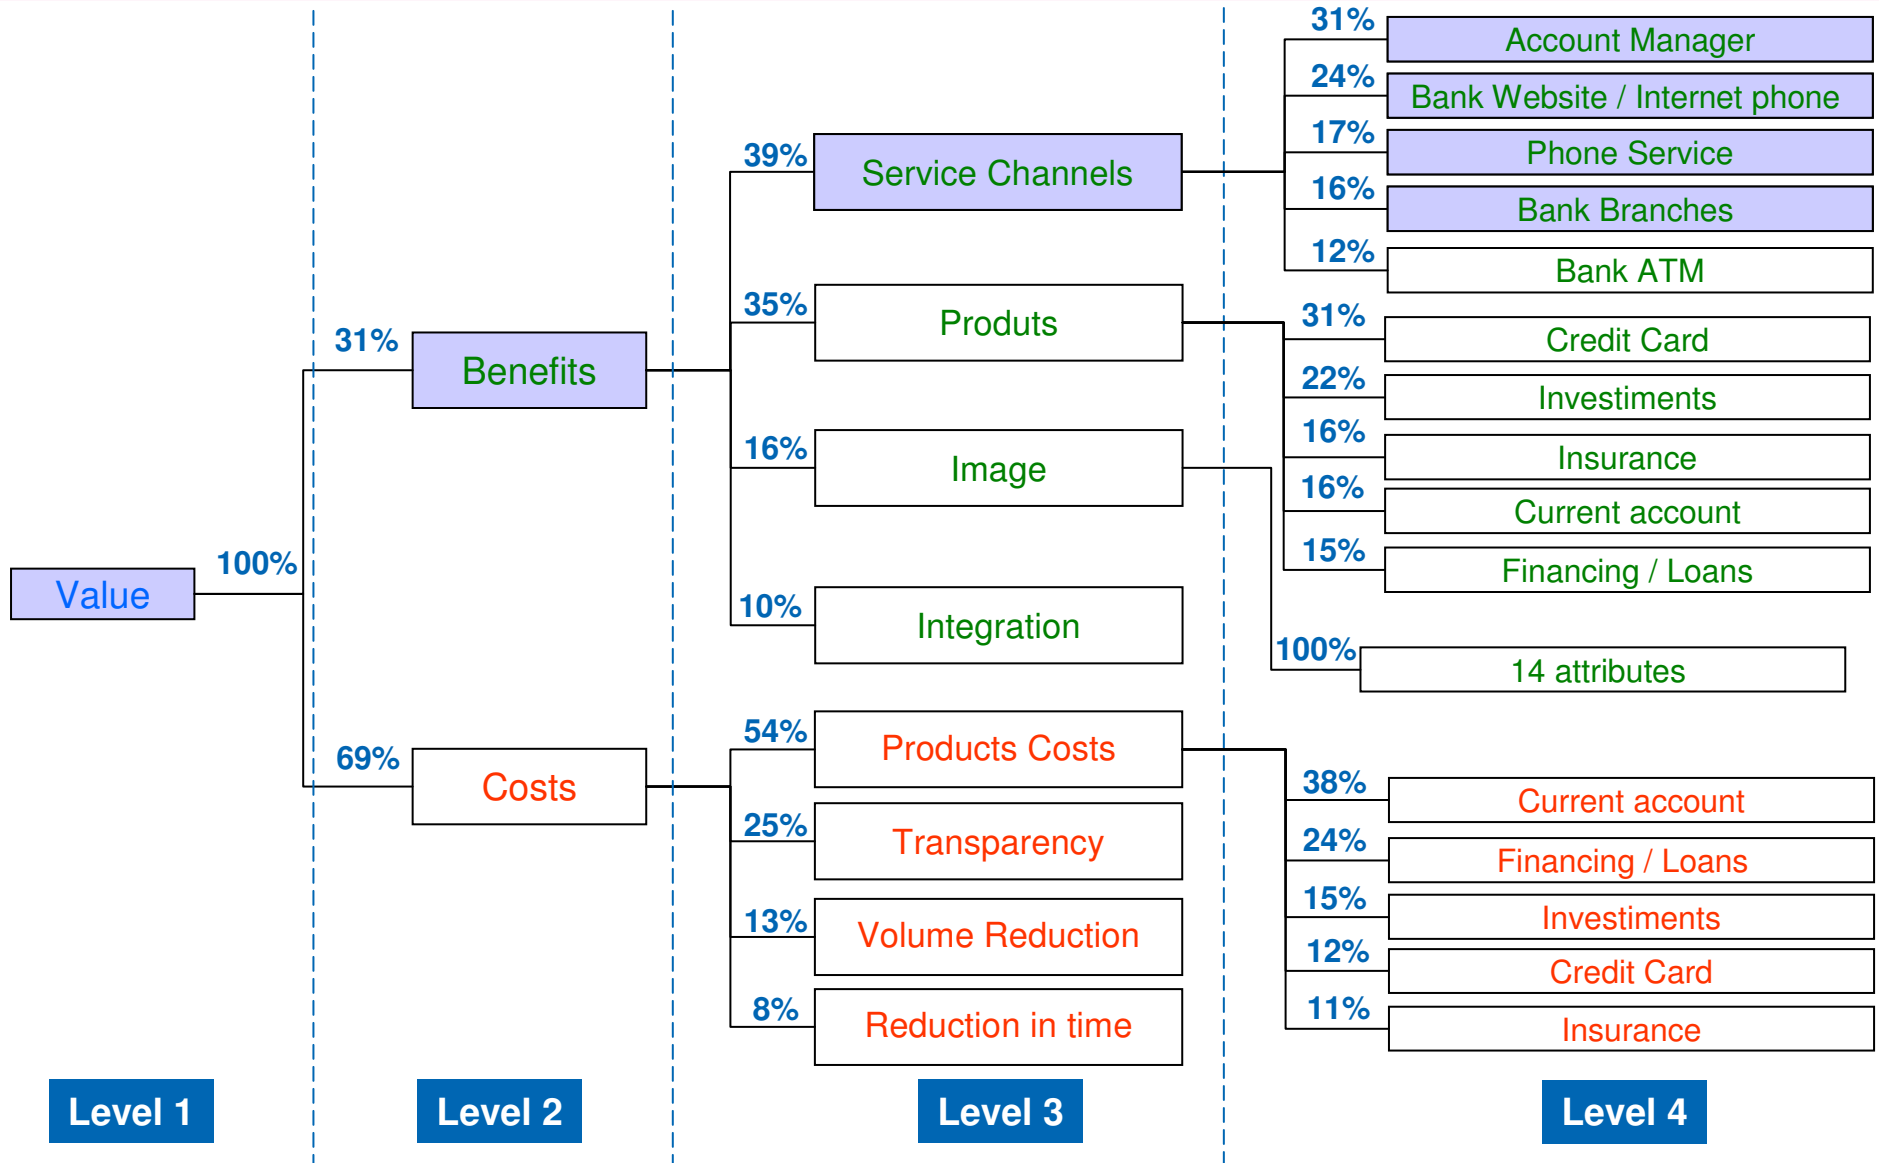 Value
100%
31%
Benefits
69%
Costs
39%
Service Channels
35%
Produts
16%
Image
10%
Integration
54%
Products Costs
25%
Transparency
13%
Volume Reduction
8%
Reduction in time
31%
Account Manager
24%
Bank Website / Internet phone
17%
Phone Service
16%
Bank Branches
12%
Bank ATM
31%
Credit Card
22%
Investiments
16%
Insurance
16%
Current account
15%
Financing / Loans
100%
14 attributes
38%
Current account
24%
Financing / Loans
15%
Investiments
12%
Credit Card
11%
Insurance
Level 1
Level 2
Level 3
Level 4